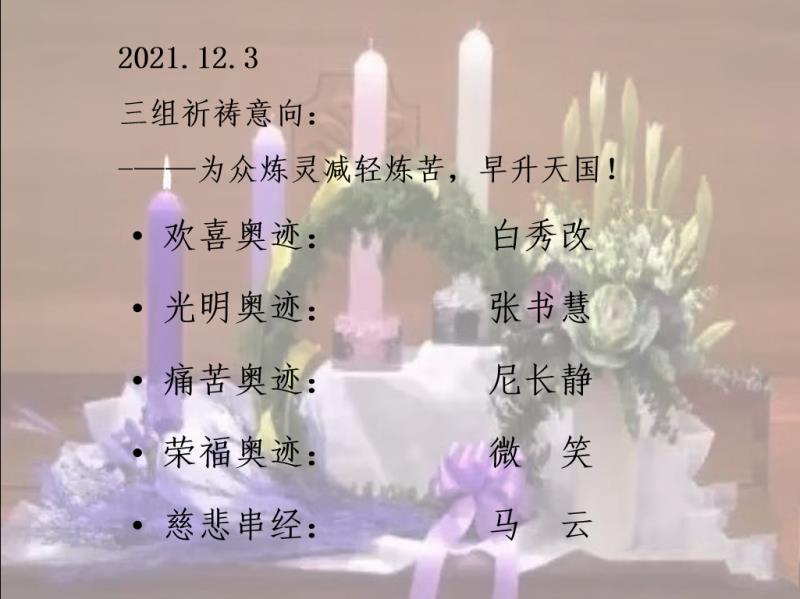 2021.12.3
三组祈祷意向：
-——为众炼灵减轻炼苦，早升天国！
• 欢喜奥迹： 白秀改
• 光明奥迹： 张书慧
• 痛苦奥迹： 尼长静
• 荣福奥迹： 微 笑
• 慈悲串经： 马 云